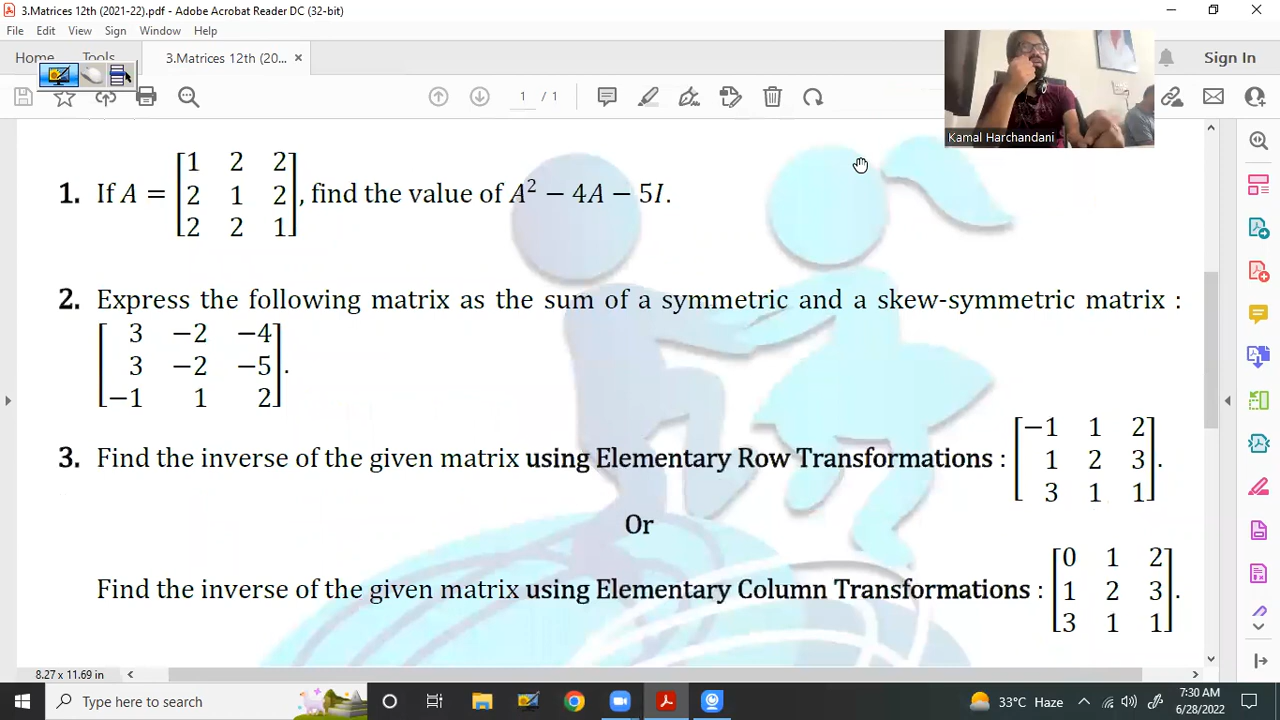 3.Matrices 12th (2021-22).pdf - Adobe Acrobat Reader DC (32-bit)
File Edit View Sign Window Help
Home Tools 3.Matrices 12th (20... × Sign In
1 / 1
Kamal Harchandani
1. If A = [1 2 2; 2 1 2; 2 2 1], find the value of A² − 4A − 5I.
2. Express the following matrix as the sum of a symmetric and a skew-symmetric matrix :
[3 −2 −4; 3 −2 −5; −1 1 2].
3. Find the inverse of the given matrix using Elementary Row Transformations : [−1 1 2; 1 2 3; 3 1 1].
Or
Find the inverse of the given matrix using Elementary Column Transformations : [0 1 2; 1 2 3; 3 1 1].
8.27 x 11.69 in
Type here to search
33°C Haze
7:30 AM
6/28/2022